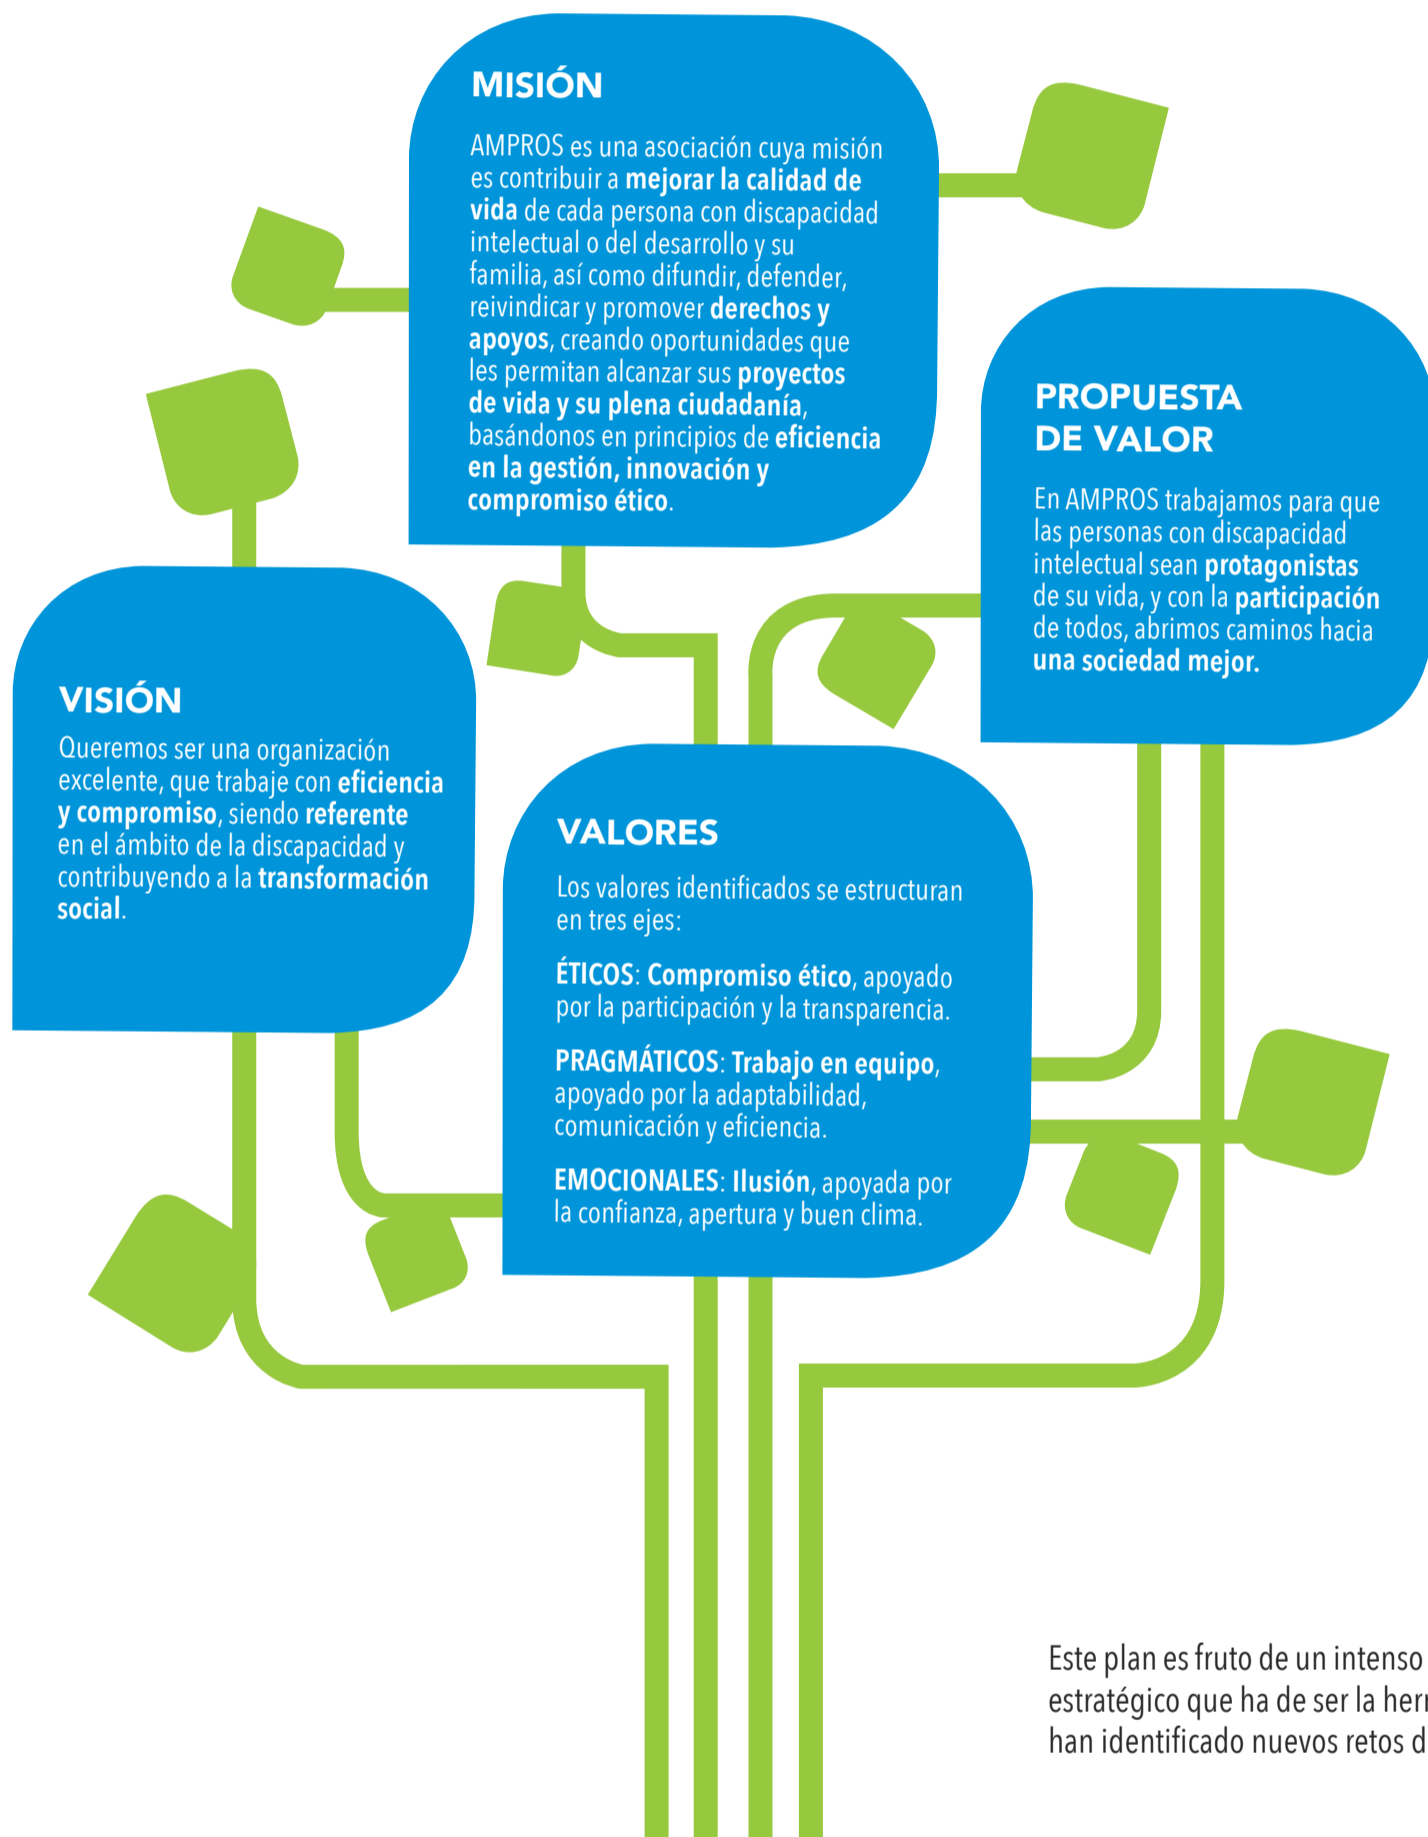 MISIÓN
AMPROS es una asociación cuya misión
es contribuir a mejorar la calidad de
vida de cada persona con discapacidad
intelectual o del desarrollo y su
familia, así como difundir, defender,
reivindicar y promover derechos y
apoyos, creando oportunidades que
les permitan alcanzar sus proyectos
de vida y su plena ciudadanía,
basándonos en principios de eficiencia
en la gestión, innovación y
compromiso ético.
PROPUESTA
DE VALOR
En AMPROS trabajamos para que
las personas con discapacidad
intelectual sean protagonistas
de su vida, y con la participación
de todos, abrimos caminos hacia
una sociedad mejor.
VISIÓN
Queremos ser una organización
excelente, que trabaje con eficiencia
y compromiso, siendo referente
en el ámbito de la discapacidad y
contribuyendo a la transformación
social.
VALORES
Los valores identificados se estructuran
en tres ejes:
ÉTICOS: Compromiso ético, apoyado
por la participación y la transparencia.
PRAGMÁTICOS: Trabajo en equipo,
apoyado por la adaptabilidad,
comunicación y eficiencia.
EMOCIONALES: Ilusión, apoyada por
la confianza, apertura y buen clima.
Este plan es fruto de un intenso
estratégico que ha de ser la
han identificado nuevos retos